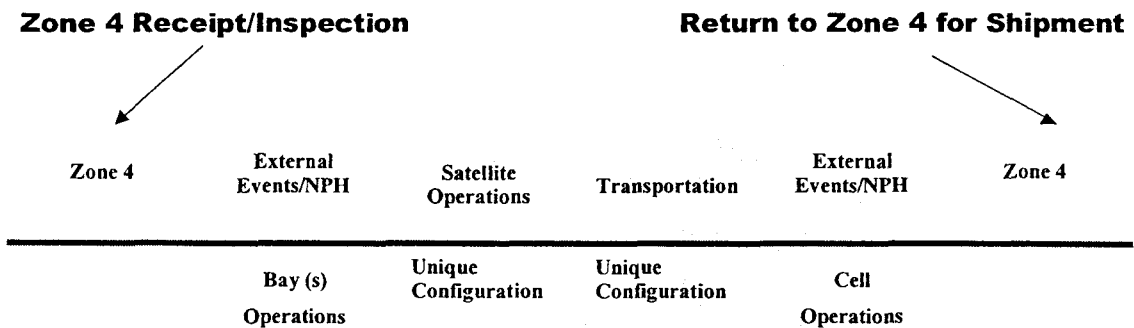 Zone 4 Receipt/Inspection
Return to Zone 4 for Shipment
Zone 4
External
Events/NPH
Satellite
Operations
Transportation
External
Events/NPH
Zone 4
Bay (s)
Operations
Unique
Configuration
Unique
Configuration
Cell
Operations